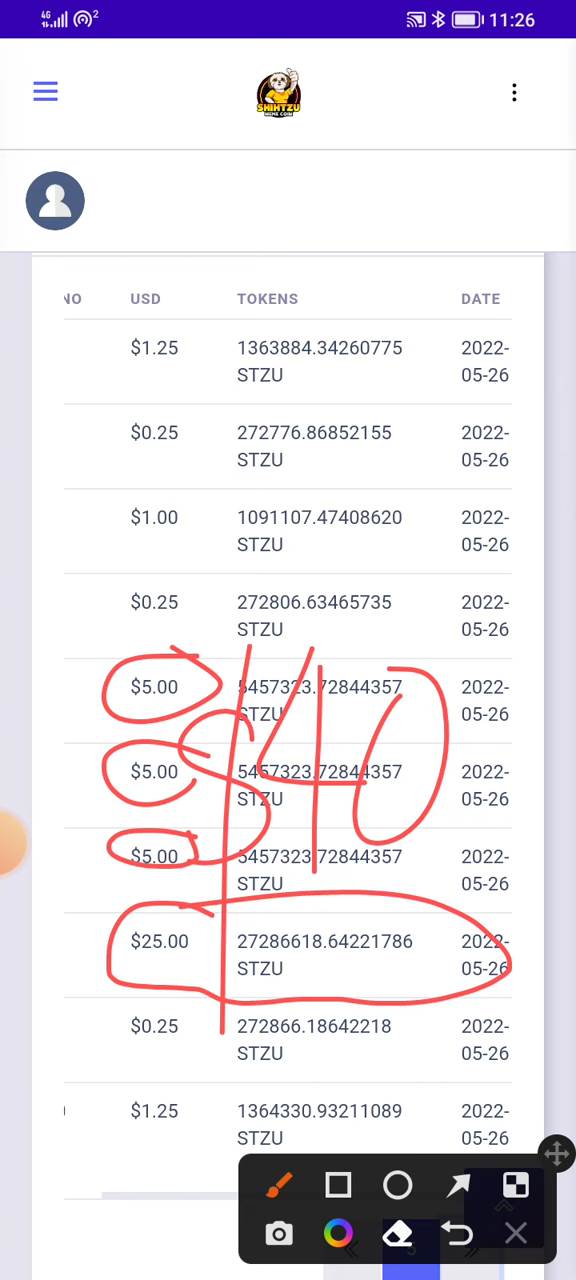 4G 2 11:26
SHIHTZU
MEME COIN
NO USD TOKENS DATE
$1.25 1363884.34260775 2022-
STZU 05-26
$0.25 272776.86852155 2022-
STZU 05-26
$1.00 1091107.47408620 2022-
STZU 05-26
$0.25 272806.63465735 2022-
STZU 05-26
$5.00 5457323.72844357 2022-
STZU 05-26
$5.00 5457323.72844357 2022-
STZU 05-26
$5.00 5457323.72844357 2022-
STZU 05-26
$40
$25.00 27286618.64221786 2022-
STZU 05-26
$0.25 272866.18642218 2022-
STZU 05-26
$1.25 1364330.93211089 2022-
STZU 05-26